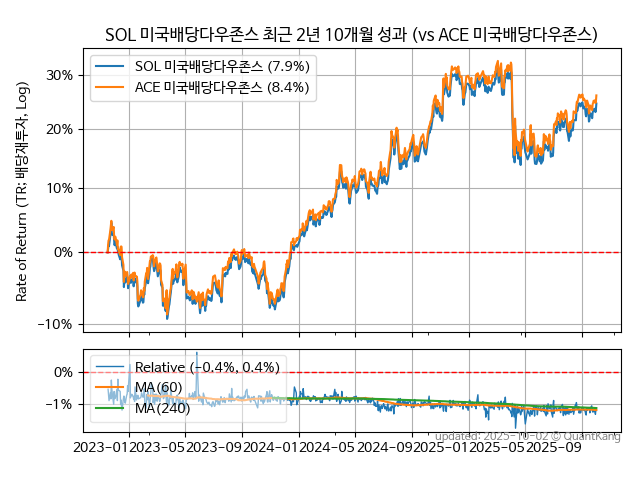 SOL 미국배당다우존스 최근 2년 10개월 성과 (vs ACE 미국배당다우존스)
SOL 미국배당다우존스 (7.9%)
ACE 미국배당다우존스 (8.4%)
Rate of Return (TR: 배당재투자, Log)
30%
20%
10%
0%
−10%
Relative (−0.4%, 0.4%)
MA(60)
MA(240)
0%
−1%
2023−01
2023−05
2023−09
2024−01
2024−05
2024−09
2025−01
2025−05
2025−09
updated: 2025-10-02 © QuantKang